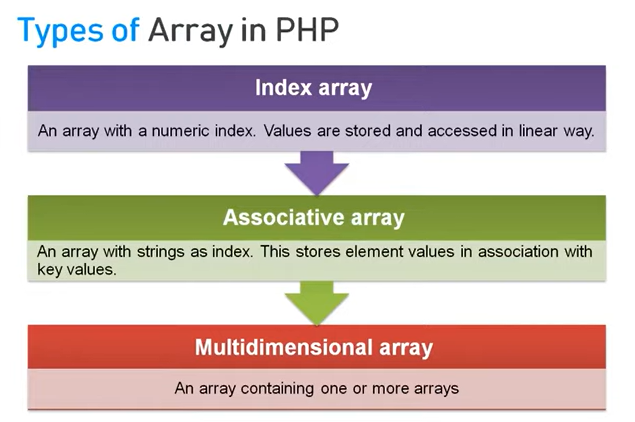 Types of Array in PHP
Index array
An array with a numeric index. Values are stored and accessed in linear way.
Associative array
An array with strings as index. This stores element values in association with
key values.
Multidimensional array
An array containing one or more arrays